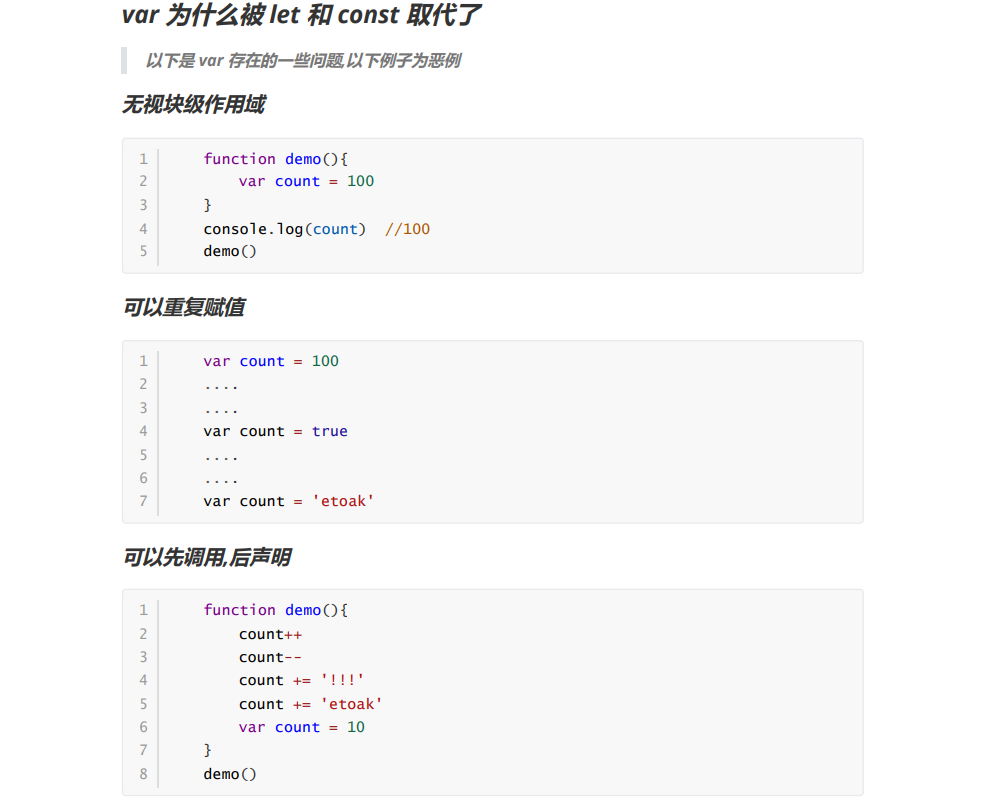 var 为什么被 let 和 const 取代了
以下是 var 存在的一些问题,以下例子为恶例
无视块级作用域
1 function demo(){
2 var count = 100
3 }
4 console.log(count) //100
5 demo()
可以重复赋值
1 var count = 100
2 ....
3 ....
4 var count = true
5 ....
6 ....
7 var count = 'etoak'
可以先调用,后声明
1 function demo(){
2 count++
3 count--
4 count += '!!!'
5 count += 'etoak'
6 var count = 10
7 }
8 demo()